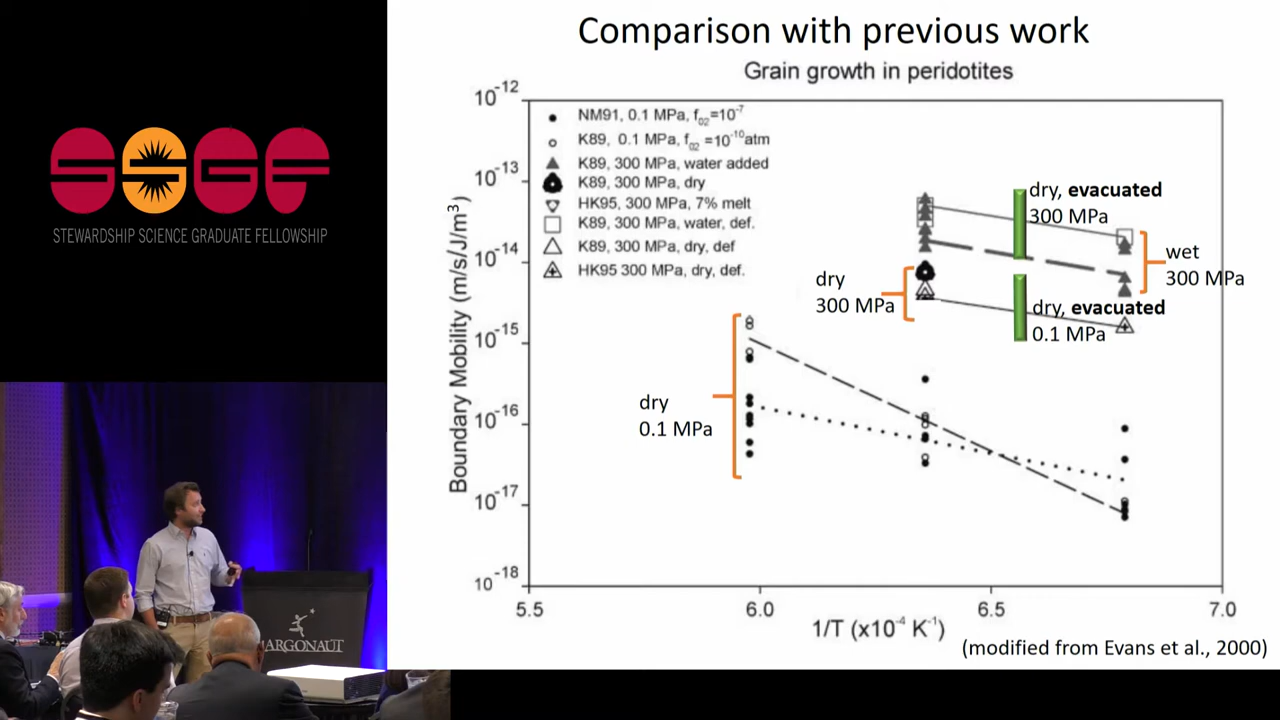 SSGF
STEWARDSHIP SCIENCE GRADUATE FELLOWSHIP
ARGONAUT
Comparison with previous work
Grain growth in peridotites
NM91, 0.1 MPa, f02=10-7
K89, 0.1 MPa, f02 =10-10atm
K89, 300 MPa, water added
K89, 300 MPa, dry
HK95, 300 MPa, 7% melt
K89, 300 MPa, water, def.
K89, 300 MPa, dry, def
HK95 300 MPa, dry, def.
dry, evacuated
300 MPa
wet
300 MPa
dry
300 MPa
dry, evacuated
0.1 MPa
dry
0.1 MPa
Boundary Mobility (m/s/J/m3)
10-12
10-13
10-14
10-15
10-16
10-17
10-18
5.5
6.0
6.5
7.0
1/T (x10-4 K-1)
(modified from Evans et al., 2000)